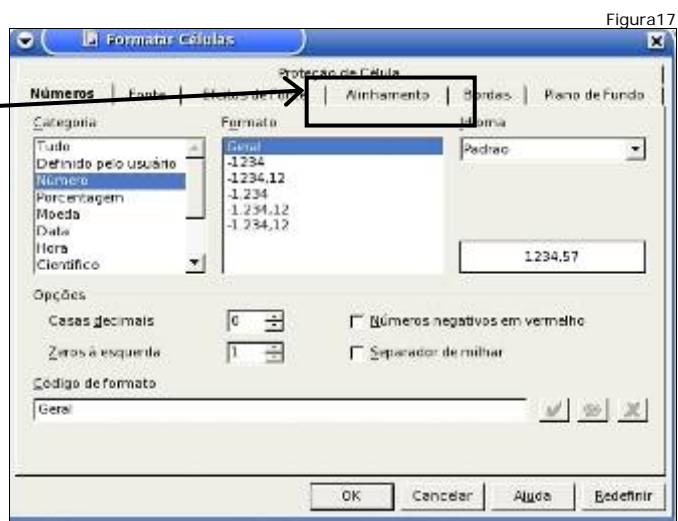 Figura17
Formatar Células
Proteção de Célula
Números Fonte Efeitos de Fonte Alinhamento Bordas Plano de Fundo
Categoria Formato Idioma
Tudo
Definido pelo usuário
Número
Porcentagem
Moeda
Data
Hora
Científico
Geral
-1234
-1234,12
-1.234
-1.234,12
-1.234,12
Padrão
1234,57
Opções
Casas decimais 0 Números negativos em vermelho
Zeros à esquerda 1 Separador de milhar
Código de formato
Geral
OK Cancelar Ajuda Redefinir